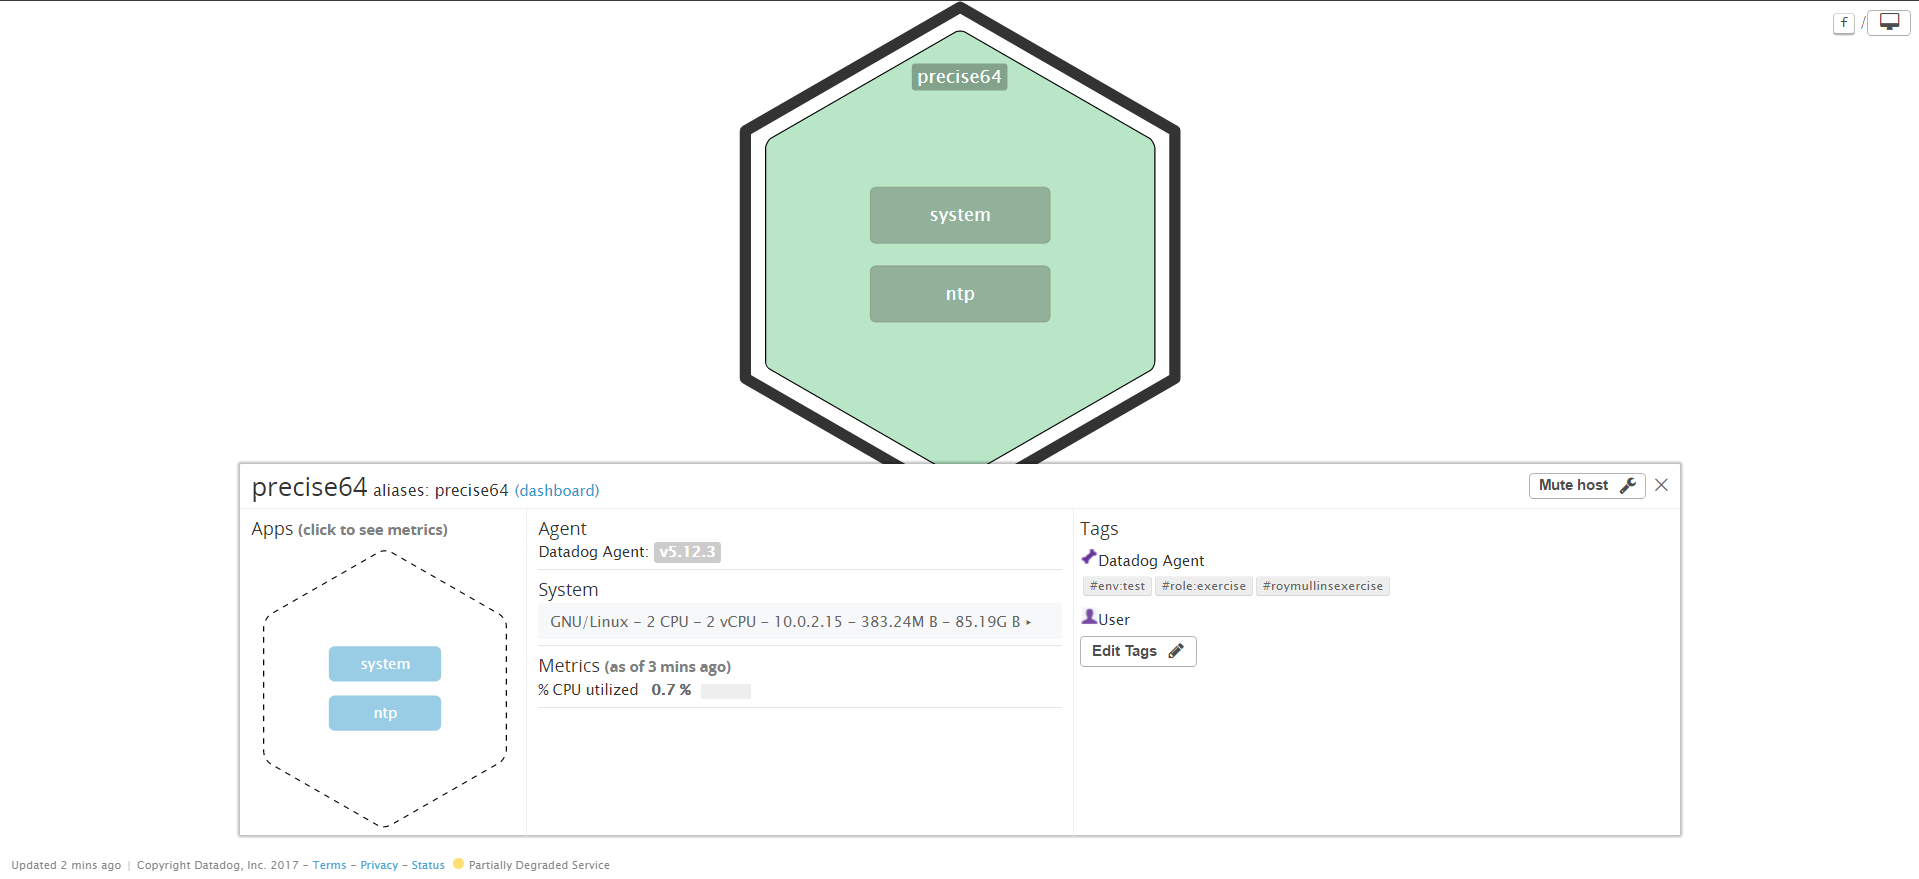 f /
precise64
system
ntp
precise64 aliases: precise64 (dashboard)
Mute host
Apps (click to see metrics)
system
ntp
Agent
Datadog Agent: v5.12.3
System
GNU/Linux – 2 CPU – 2 vCPU – 10.0.2.15 – 383.24M B – 85.19G B ▸
Metrics (as of 3 mins ago)
% CPU utilized 0.7 %
Tags
Datadog Agent
#env:test #role:exercise #roymullinsexercise
User
Edit Tags
Updated 2 mins ago | Copyright Datadog, Inc. 2017 – Terms – Privacy – Status Partially Degraded Service